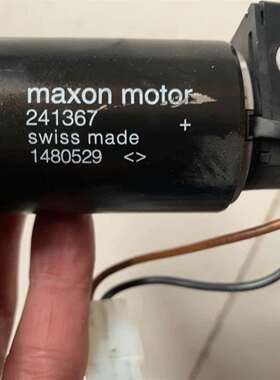 maxon motor
241367 +
swiss made
1480529 <>